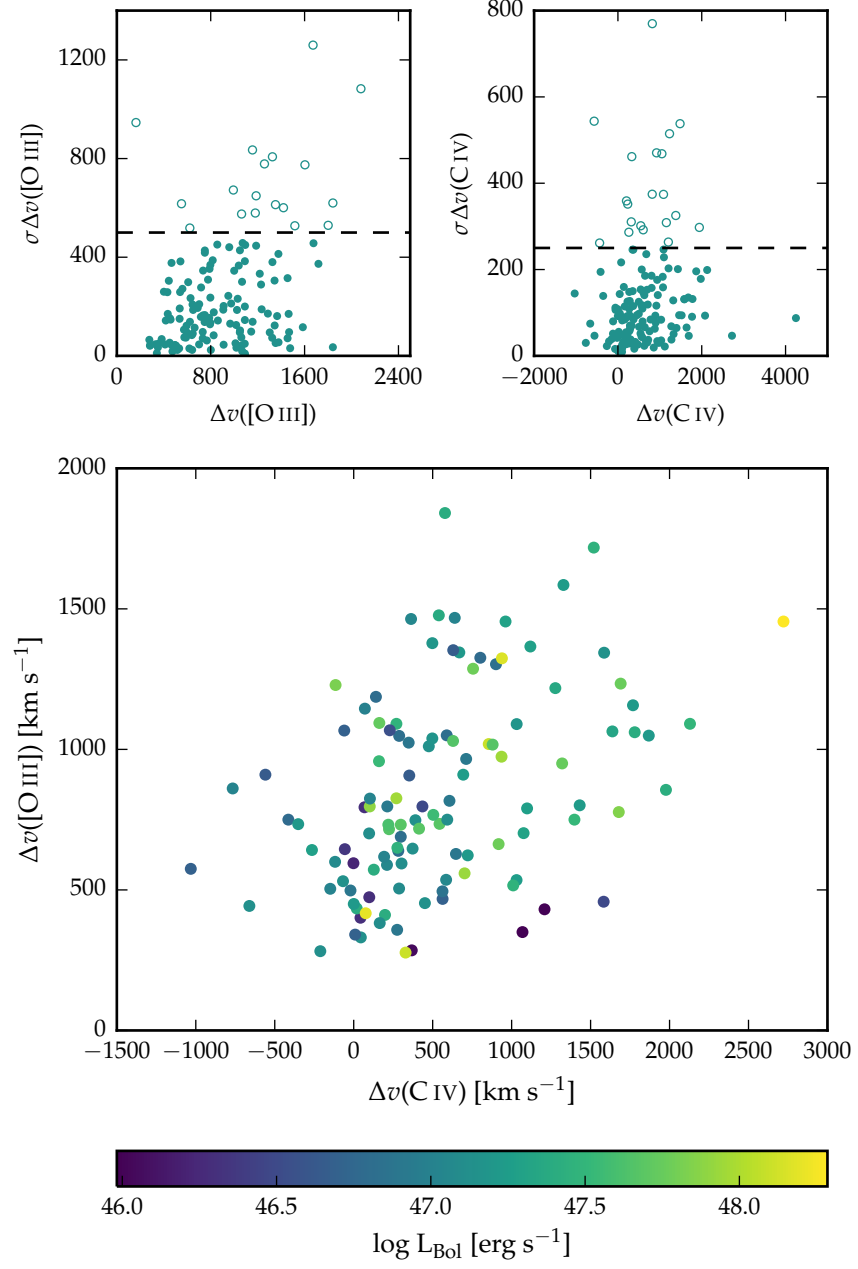 1200
800
400
0
σΔv([O III])
0 800 1600 2400
Δv([O III])
800
600
400
200
0
σΔv(C IV)
−2000 0 2000 4000
Δv(C IV)
2000
1500
1000
500
0
Δv([O III]) [km s⁻¹]
−1500 −1000 −500 0 500 1000 1500 2000 2500 3000
Δv(C IV) [km s⁻¹]
46.0 46.5 47.0 47.5 48.0
log L_Bol [erg s⁻¹]